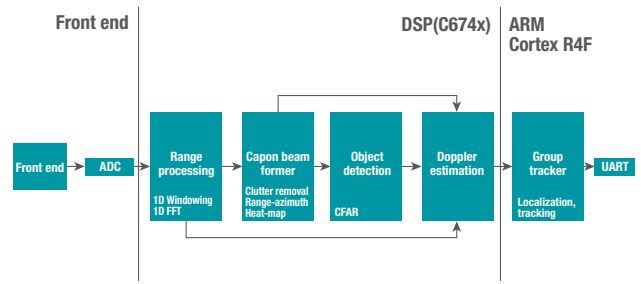 Front end
DSP(C674x)
ARM
Cortex R4F
Front end
ADC
Range
processing
1D Windowing
1D FFT
Capon beam
former
Clutter removal
Range-azimuth
Heat-map
Object
detection
CFAR
Doppler
estimation
Group
tracker
Localization,
tracking
UART